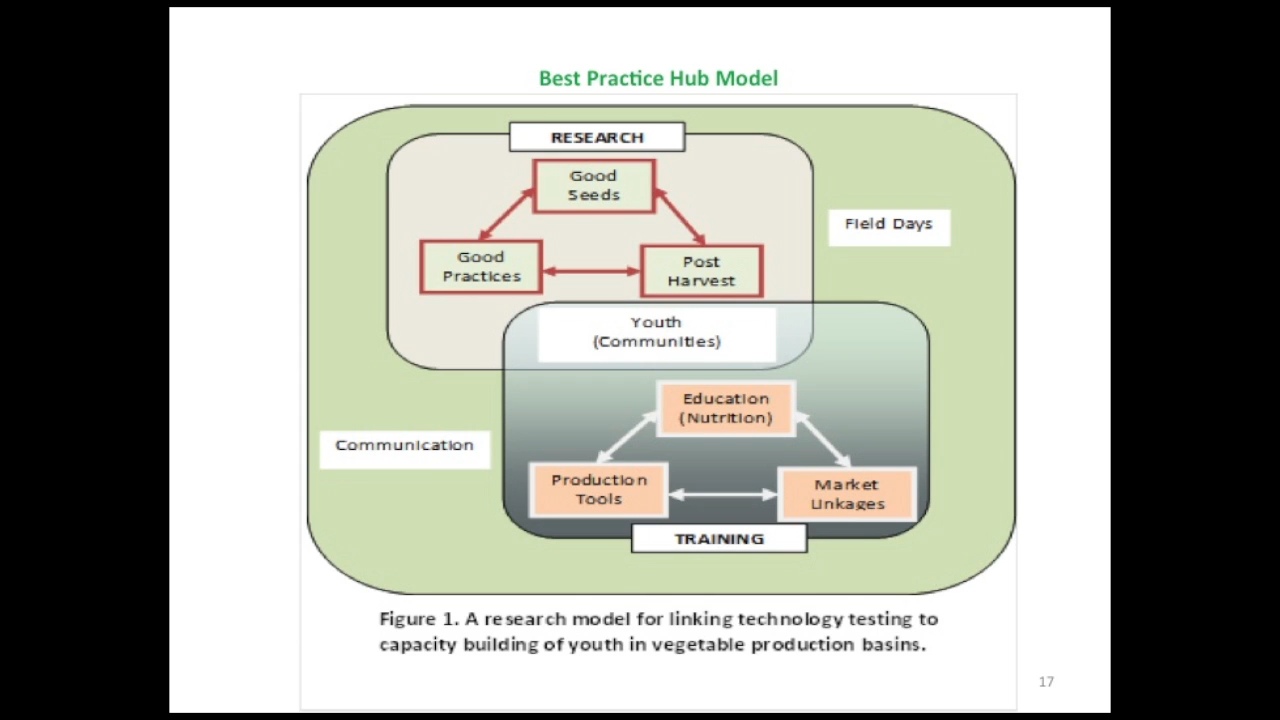 Best Practice Hub Model
RESEARCH
Good
Seeds
Good
Practices
Post
Harvest
Field Days
Youth
(Communities)
Education
(Nutrition)
Communication
Production
Tools
Market
Linkages
TRAINING
Figure 1. A research model for linking technology testing to
capacity building of youth in vegetable production basins.
17